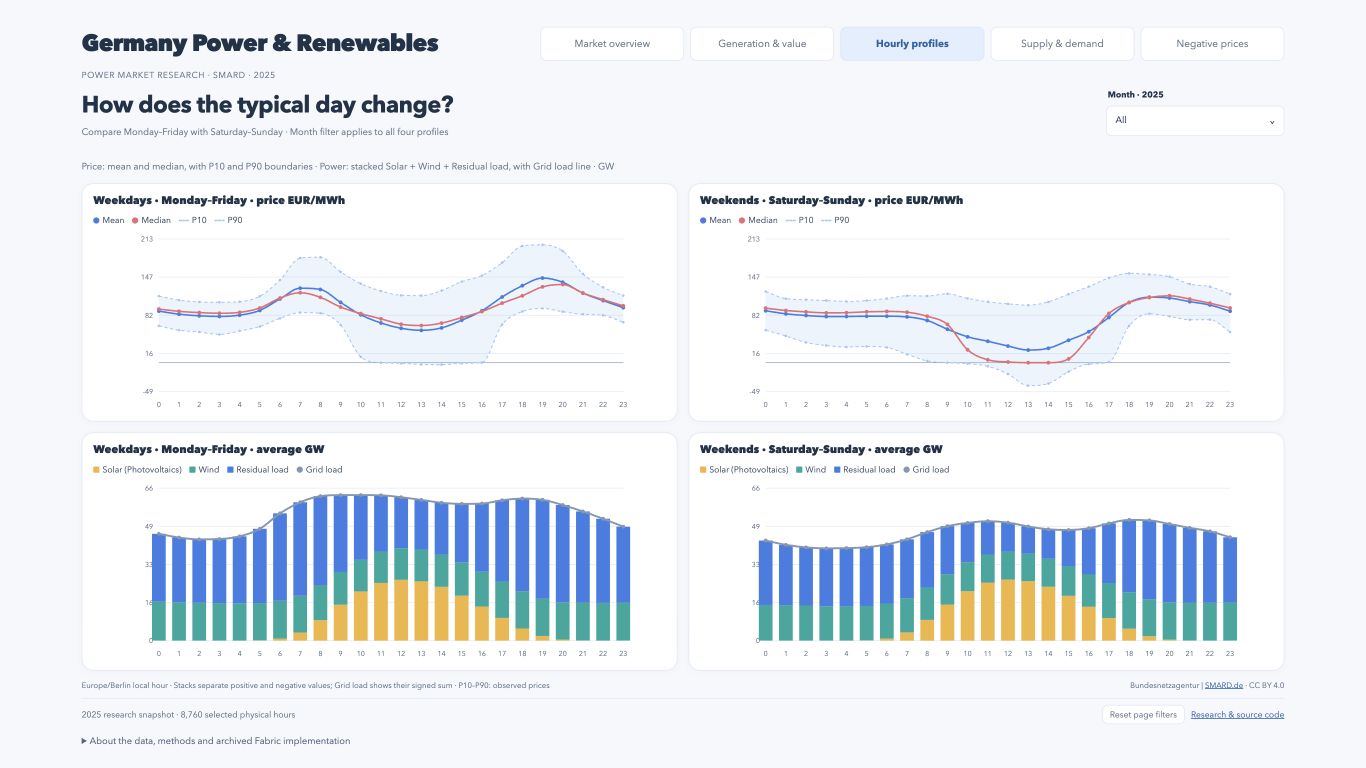 Germany Power & Renewables
Market overview
Generation & value
Hourly profiles
Supply & demand
Negative prices
POWER MARKET RESEARCH · SMARD · 2025
How does the typical day change?
Compare Monday–Friday with Saturday–Sunday · Month filter applies to all four profiles
Month · 2025
All
Price: mean and median, with P10 and P90 boundaries · Power: stacked Solar + Wind + Residual load, with Grid load line · GW
Weekdays · Monday–Friday · price EUR/MWh
Mean Median P10 P90
213
147
82
16
-49
0 1 2 3 4 5 6 7 8 9 10 11 12 13 14 15 16 17 18 19 20 21 22 23
Weekends · Saturday–Sunday · price EUR/MWh
Mean Median P10 P90
213
147
82
16
-49
0 1 2 3 4 5 6 7 8 9 10 11 12 13 14 15 16 17 18 19 20 21 22 23
Weekdays · Monday–Friday · average GW
Solar (Photovoltaics) Wind Residual load Grid load
66
49
33
16
0
0 1 2 3 4 5 6 7 8 9 10 11 12 13 14 15 16 17 18 19 20 21 22 23
Weekends · Saturday–Sunday · average GW
Solar (Photovoltaics) Wind Residual load Grid load
66
49
33
16
0
0 1 2 3 4 5 6 7 8 9 10 11 12 13 14 15 16 17 18 19 20 21 22 23
Europe/Berlin local hour · Stacks separate positive and negative values; Grid load shows their signed sum · P10–P90: observed prices
Bundesnetzagentur | SMARD.de · CC BY 4.0
2025 research snapshot · 8,760 selected physical hours
Reset page filters
Research & source code
About the data, methods and archived Fabric implementation